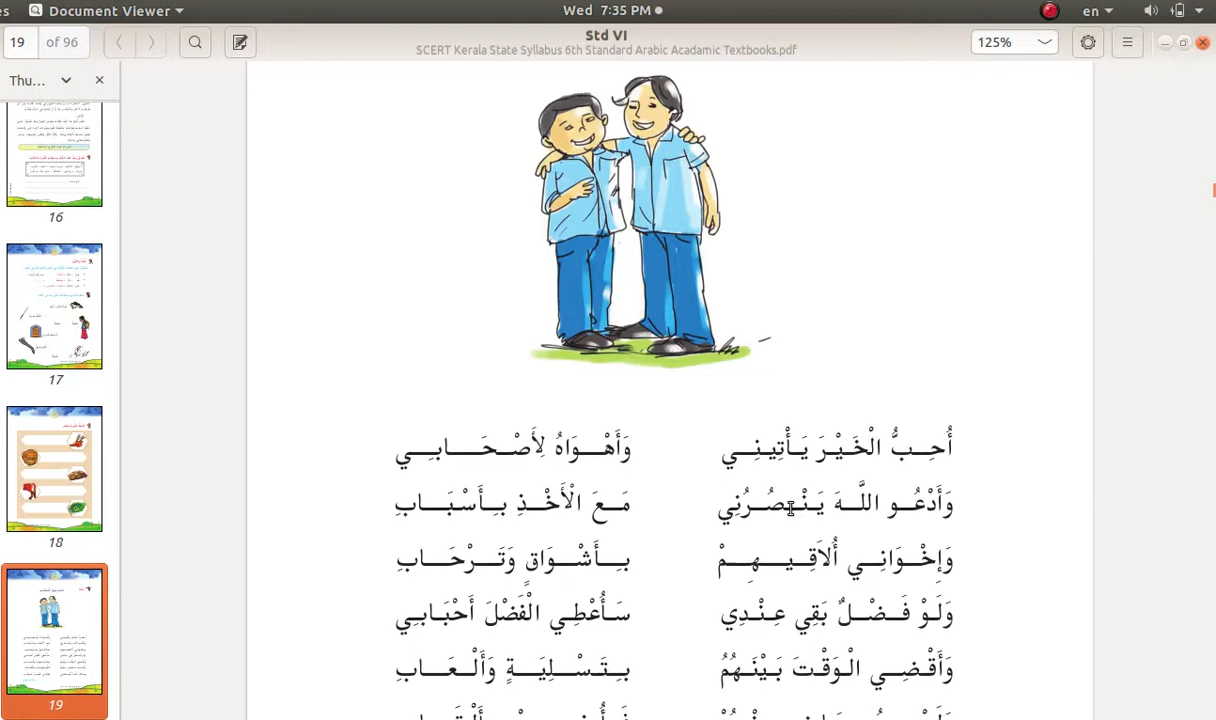 es Document Viewer Wed 7:35 PM en
19 of 96 Std VI 125%
SCERT Kerala State Syllabus 6th Standard Arabic Acadamic Textbooks.pdf
Thu...
16
17
18
19
أُحِبُّ الْخَيْرَ يَأْتِينِي وَأَهْوَاهُ لِأَصْحَابِي
وَأَدْعُو اللَّهَ يَنْصُرُنِي مَعَ الْأَخْذِ بِأَسْبَابِ
وَإِخْوَانِي أُلاَقِيهِمْ بِأَشْوَاقٍ وَتَرْحَابِ
وَلَوْ فَضْلٌ بَقِي عِنْدِي سَأُعْطِي الْفَضْلَ أَحْبَابِي
وَأَقْضِي الْوَقْتَ بَيْنَهُمُ بِتَسْلِيَةٍ وَأَلْعَابِ